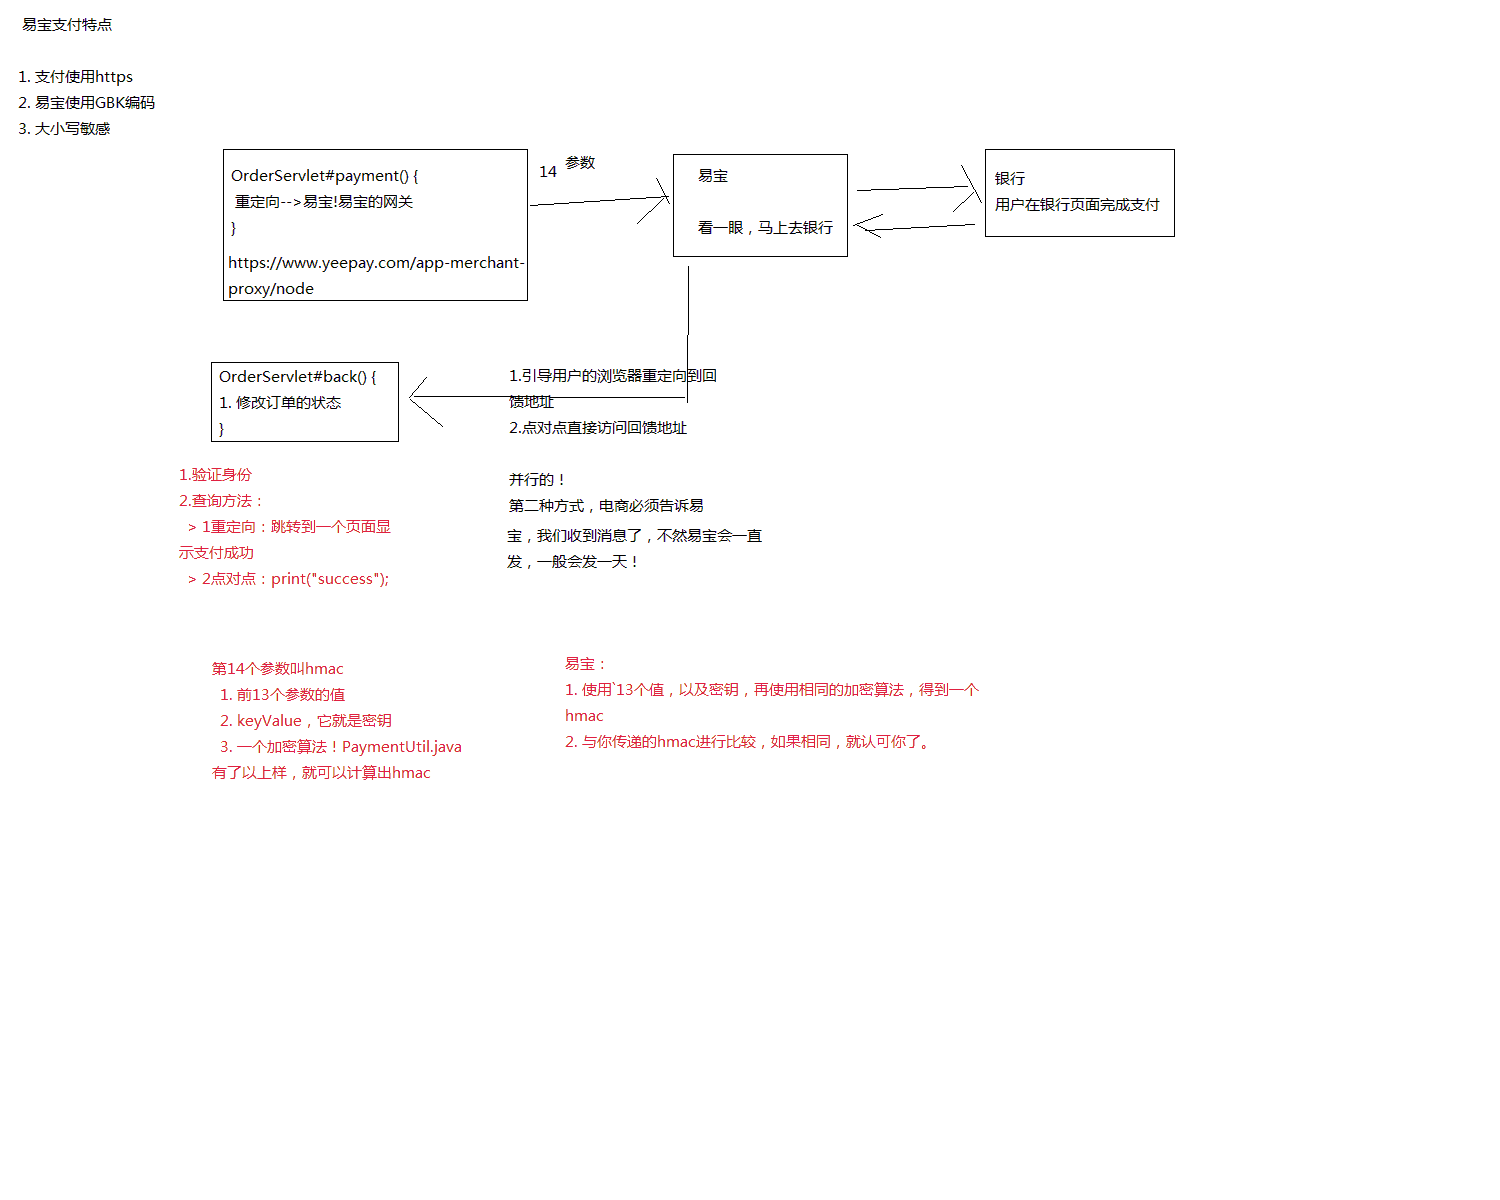 易宝支付特点
1. 支付使用https
2. 易宝使用GBK编码
3. 大小写敏感
OrderServlet#payment() {
重定向-->易宝!易宝的网关
}
https://www.yeepay.com/app-merchant-
proxy/node
14 参数
易宝
看一眼，马上去银行
银行
用户在银行页面完成支付
OrderServlet#back() {
1. 修改订单的状态
}
1.引导用户的浏览器重定向到回
馈地址
2.点对点直接访问回馈地址
并行的！
第二种方式，电商必须告诉易
宝，我们收到消息了，不然易宝会一直
发，一般会发一天！
1.验证身份
2.查询方法：
> 1重定向：跳转到一个页面显
示支付成功
> 2点对点：print("success");
第14个参数叫hmac
1. 前13个参数的值
2. keyValue，它就是密钥
3. 一个加密算法！PaymentUtil.java
有了以上样，就可以计算出hmac
易宝：
1. 使用`13个值，以及密钥，再使用相同的加密算法，得到一个
hmac
2. 与你传递的hmac进行比较，如果相同，就认可你了。